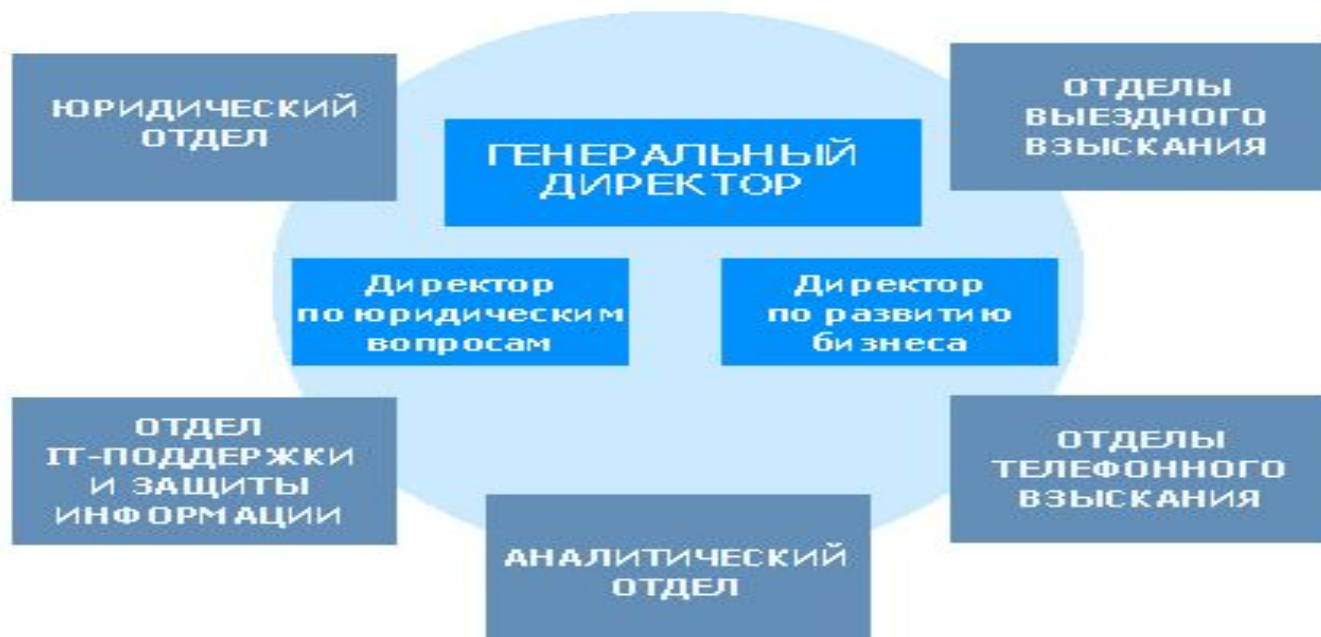 ЮРИДИЧЕСКИЙ
ОТДЕЛ
ОТДЕЛЫ
ВЫЕЗДНОГО
ВЗЫСКАНИЯ
ГЕНЕРАЛЬНЫЙ
ДИРЕКТОР
Директор
по юридическим
вопросам
Директор
по развитию
бизнеса
ОТДЕЛ
IT-ПОДДЕРЖКИ
И ЗАЩИТЫ
ИНФОРМАЦИИ
ОТДЕЛЫ
ТЕЛЕФОННОГО
ВЗЫСКАНИЯ
АНАЛИТИЧЕСКИЙ
ОТДЕЛ